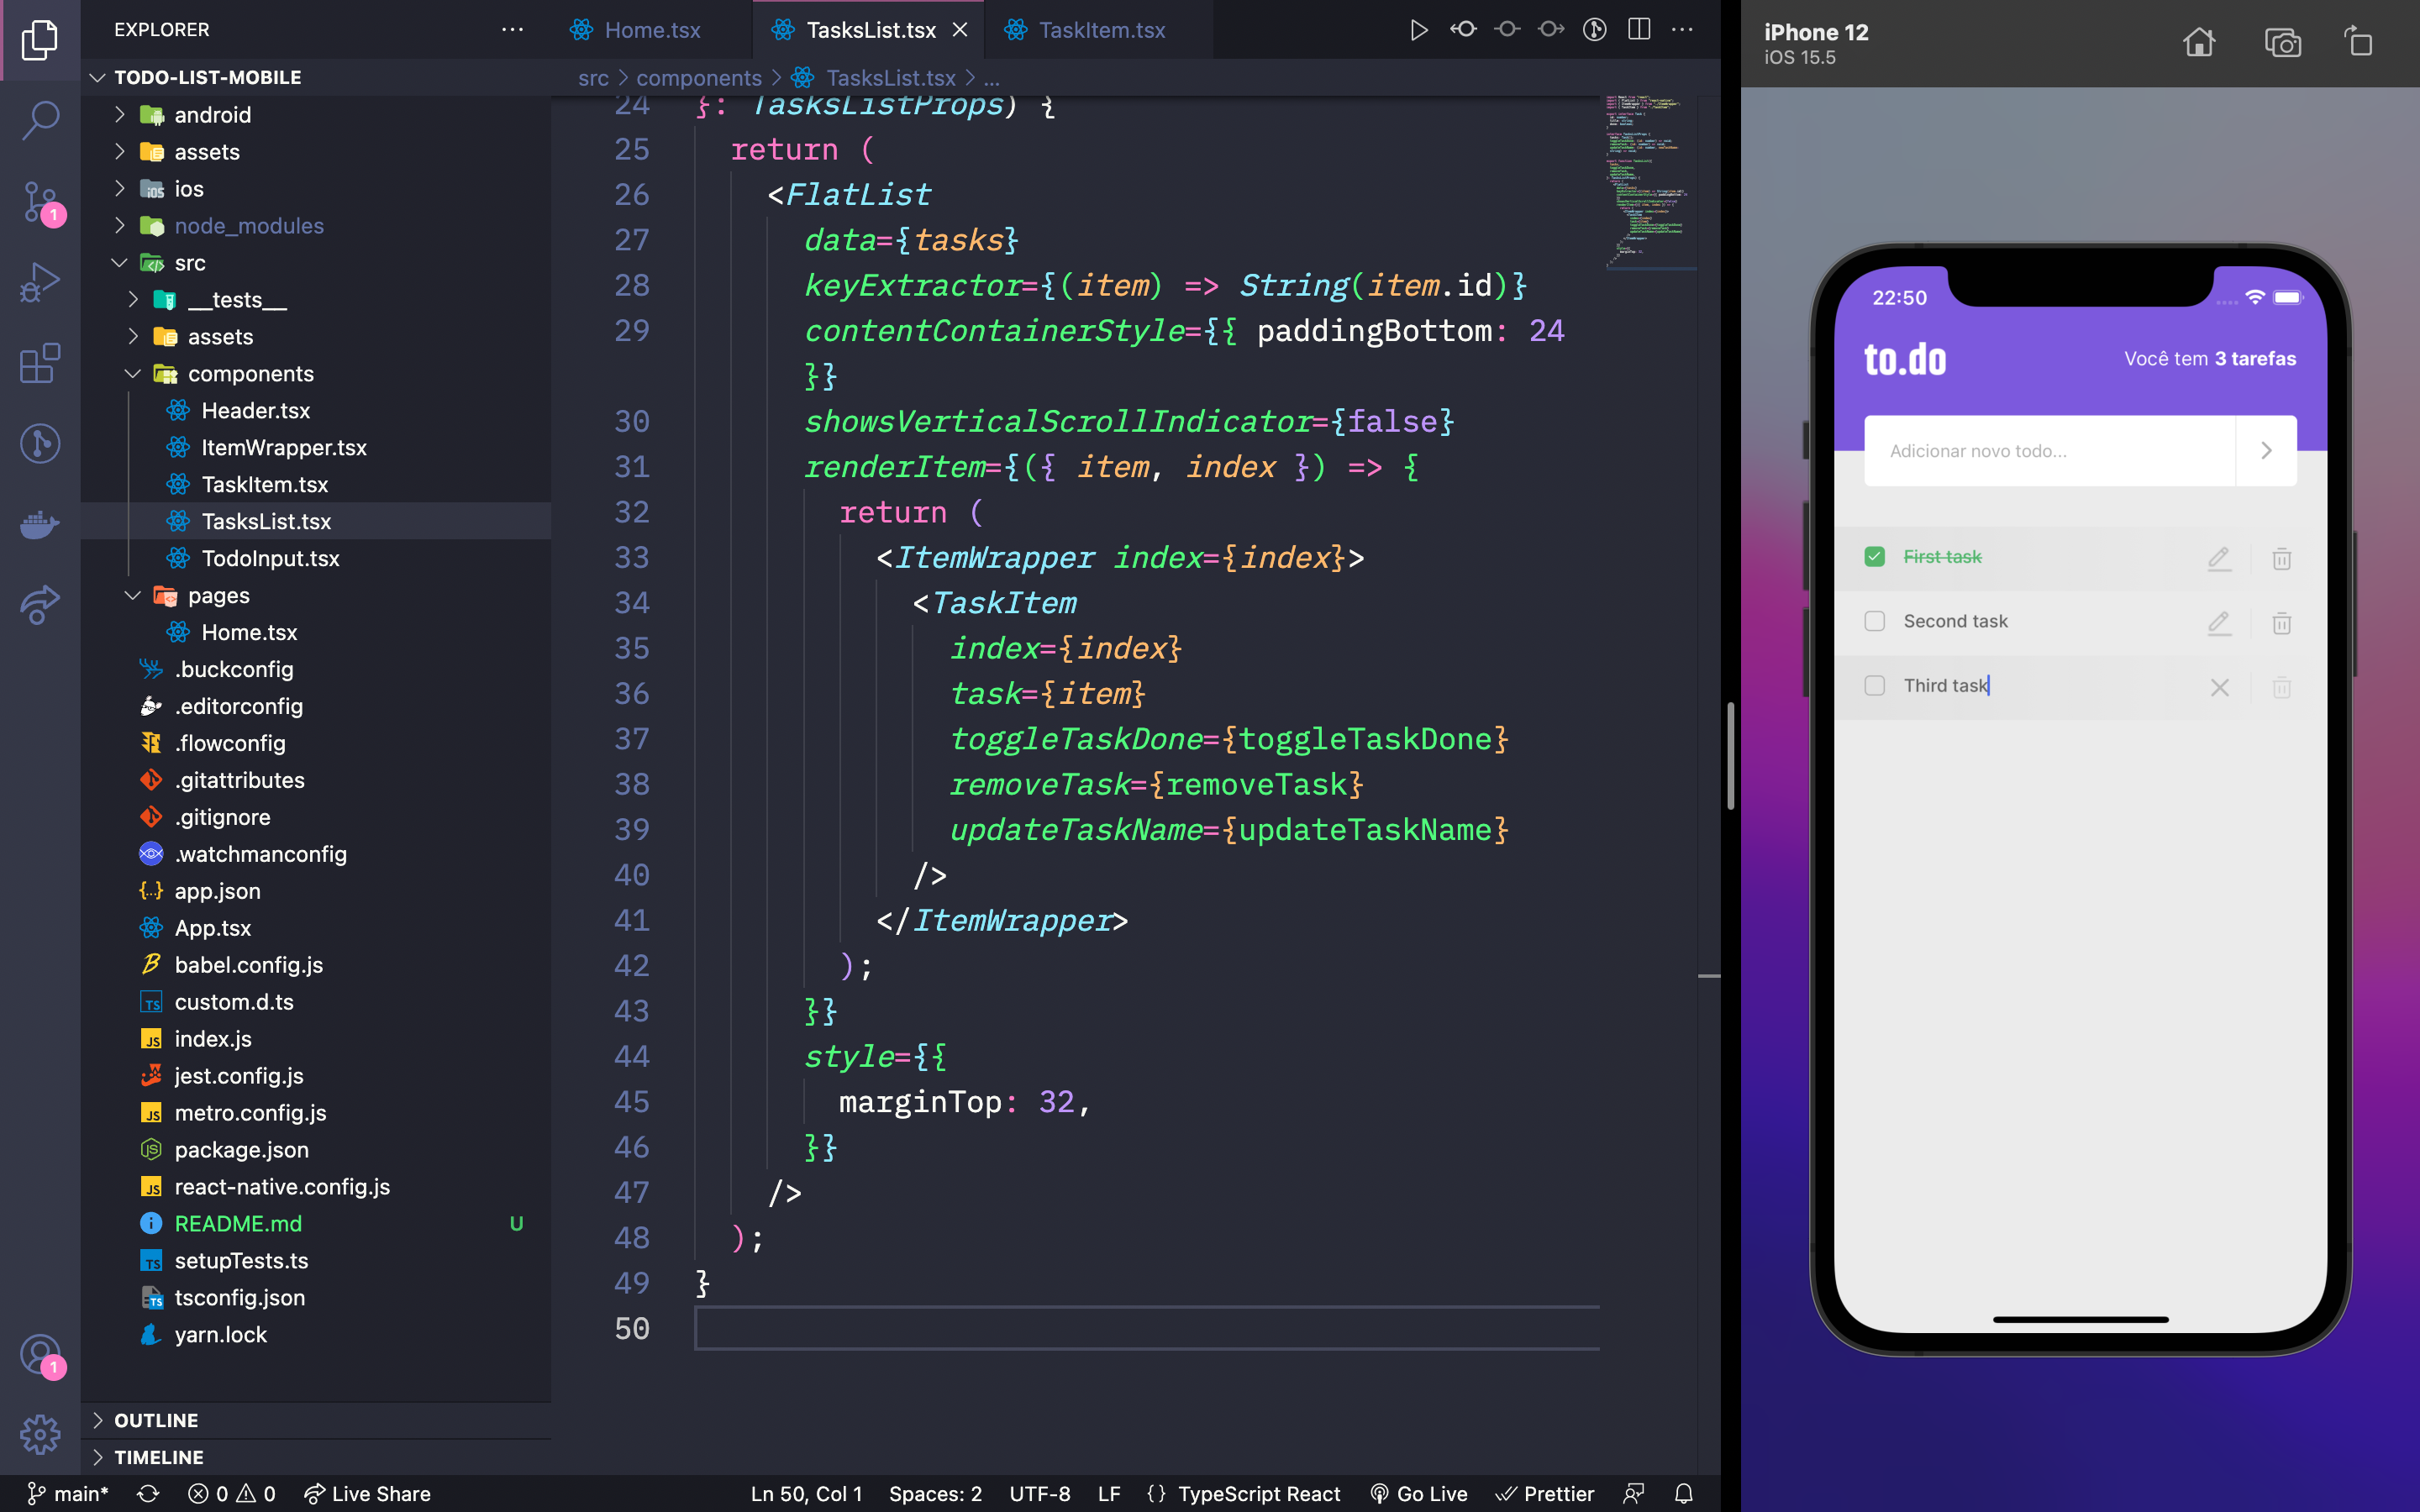 EXPLORER
TODO-LIST-MOBILE
android
assets
ios
node_modules
src
__tests__
assets
components
Header.tsx
ItemWrapper.tsx
TaskItem.tsx
TasksList.tsx
TodoInput.tsx
pages
Home.tsx
.buckconfig
.editorconfig
.flowconfig
.gitattributes
.gitignore
.watchmanconfig
app.json
App.tsx
babel.config.js
custom.d.ts
index.js
jest.config.js
metro.config.js
package.json
react-native.config.js
README.md U
setupTests.ts
tsconfig.json
yarn.lock
OUTLINE
TIMELINE
1
1
Home.tsx
TasksList.tsx
TaskItem.tsx
src > components > TasksList.tsx > ...
24 }: TasksListProps) {
25 return (
26 <FlatList
27 data={tasks}
28 keyExtractor={(item) => String(item.id)}
29 contentContainerStyle={{ paddingBottom: 24
}}
30 showsVerticalScrollIndicator={false}
31 renderItem={({ item, index }) => {
32 return (
33 <ItemWrapper index={index}>
34 <TaskItem
35 index={index}
36 task={item}
37 toggleTaskDone={toggleTaskDone}
38 removeTask={removeTask}
39 updateTaskName={updateTaskName}
40 />
41 </ItemWrapper>
42 );
43 }}
44 style={{
45 marginTop: 32,
46 }}
47 />
48 );
49 }
50
main* 0 0 Live Share Ln 50, Col 1 Spaces: 2 UTF-8 LF {} TypeScript React Go Live Prettier
iPhone 12
iOS 15.5
22:50
to.do Você tem 3 tarefas
Adicionar novo todo...
First task
Second task
Third task